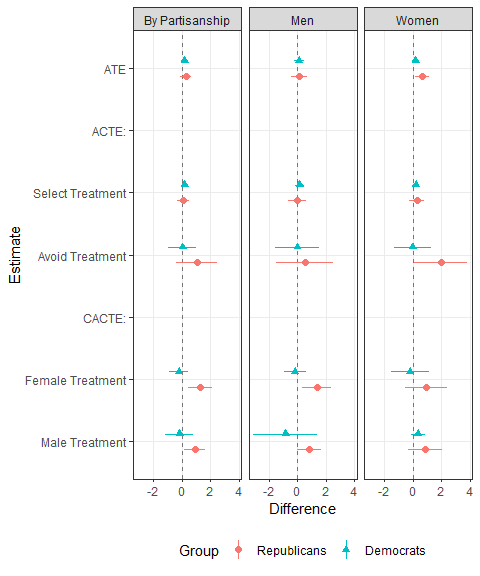 By Partisanship Men Women
ATE
ACTE:
Select Treatment
Avoid Treatment
CACTE:
Female Treatment
Male Treatment
Estimate
-2 0 2 4 -2 0 2 4 -2 0 2 4
Difference
Group Republicans Democrats